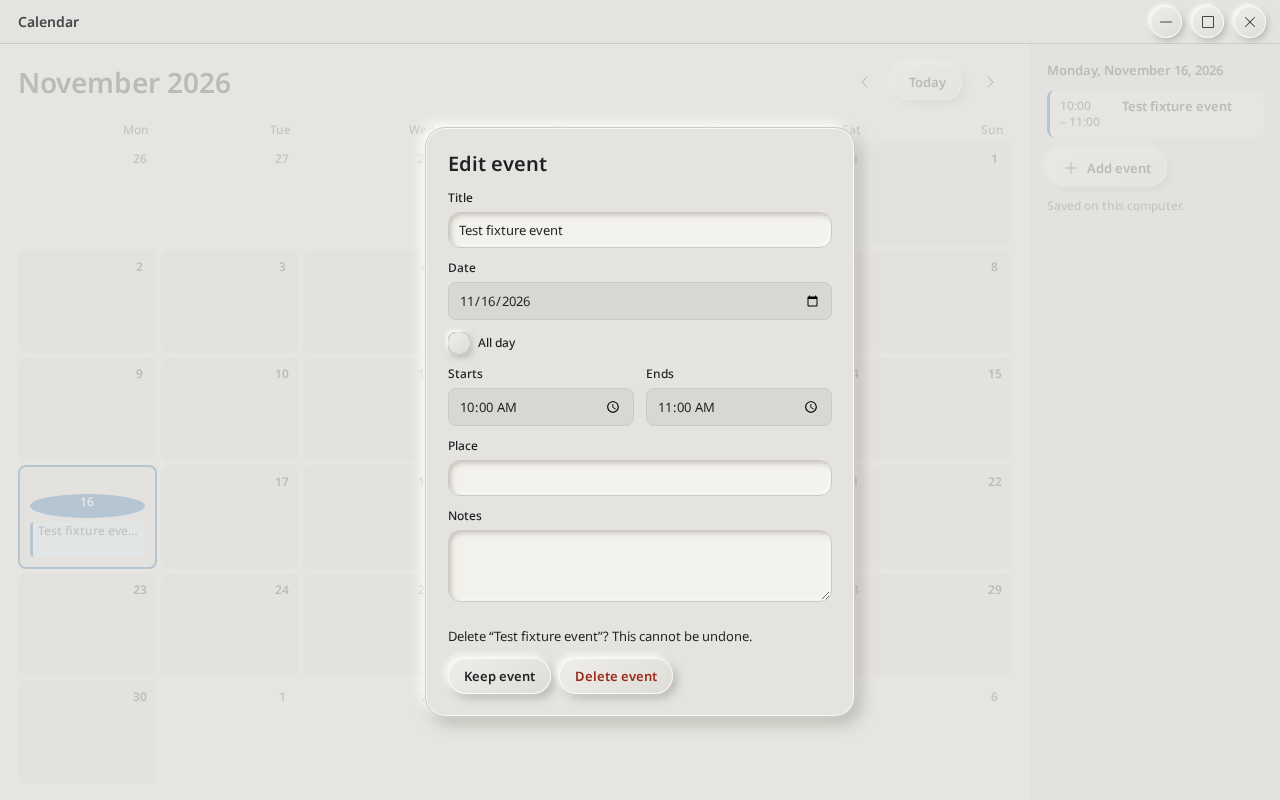 Calendar
November 2026
Today
Monday, November 16, 2026
10:00
– 11:00
Test fixture event
Add event
Saved on this computer.
Mon Tue Sat Sun
26 27 1
2 3 8
9 10 15
16 17 22
Test fixture eve...
23 24 29
30 1 6
Edit event
Title
Test fixture event
Date
11/16/2026
All day
Starts Ends
10:00 AM 11:00 AM
Place
Notes
Delete “Test fixture event”? This cannot be undone.
Keep event Delete event